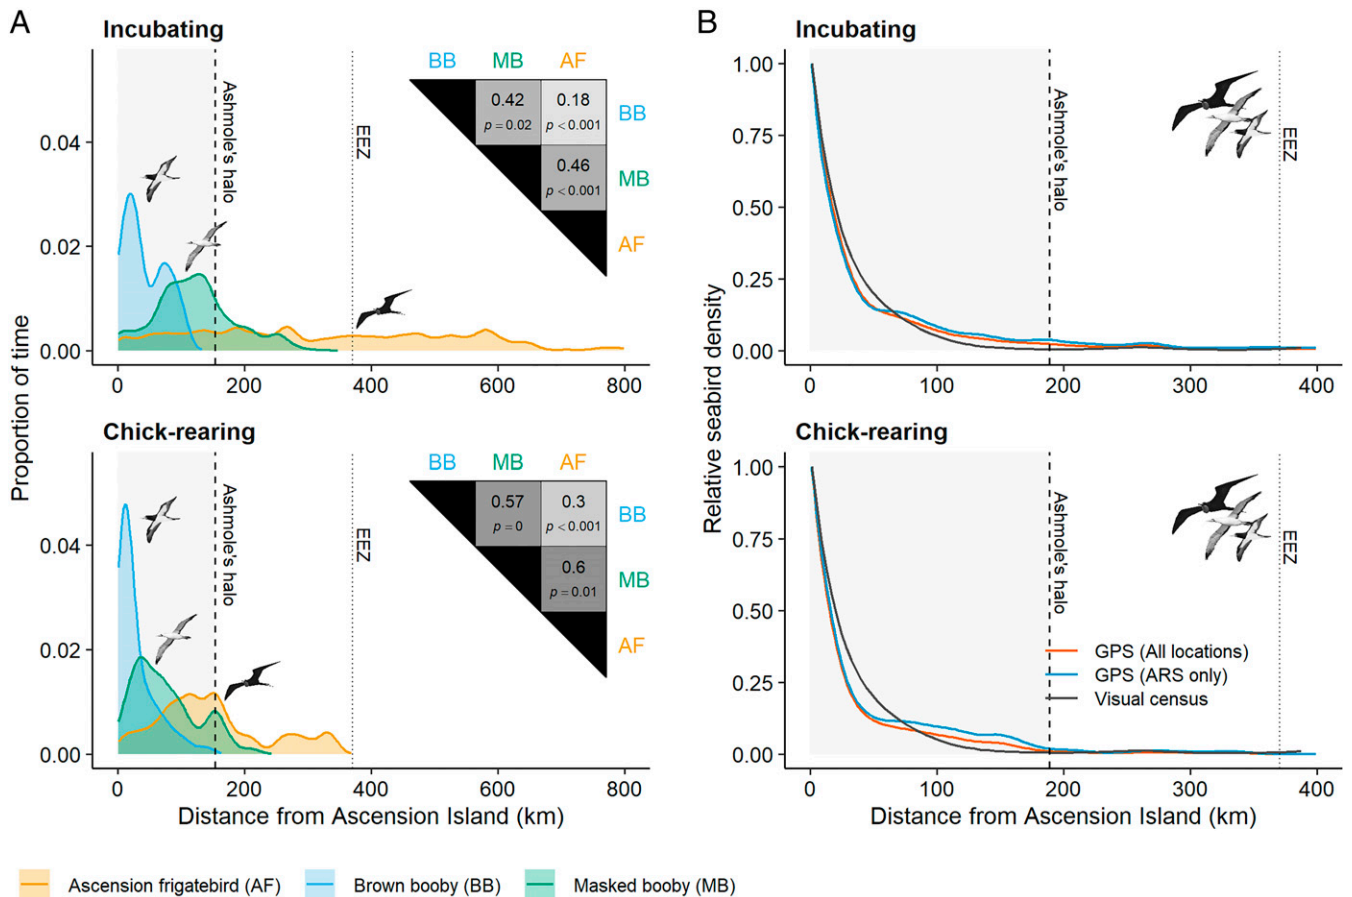 A
Incubating
BB MB AF
0.42 0.18 BB
p = 0.02 p < 0.001
0.46 MB
p < 0.001
AF
Ashmole's halo
EEZ
0.04
0.02
0.00
0 200 400 600 800
Chick-rearing
BB MB AF
0.57 0.3 BB
p = 0 p < 0.001
0.6 MB
p = 0.01
AF
Ashmole's halo
EEZ
0.04
0.02
0.00
0 200 400 600 800
Proportion of time
Distance from Ascension Island (km)
B
Incubating
1.00
0.75
0.50
0.25
0.00
Ashmole's halo
EEZ
0 100 200 300 400
Chick-rearing
1.00
0.75
0.50
0.25
0.00
Ashmole's halo
EEZ
GPS (All locations)
GPS (ARS only)
Visual census
0 100 200 300 400
Relative seabird density
Distance from Ascension Island (km)
Ascension frigatebird (AF) Brown booby (BB) Masked booby (MB)